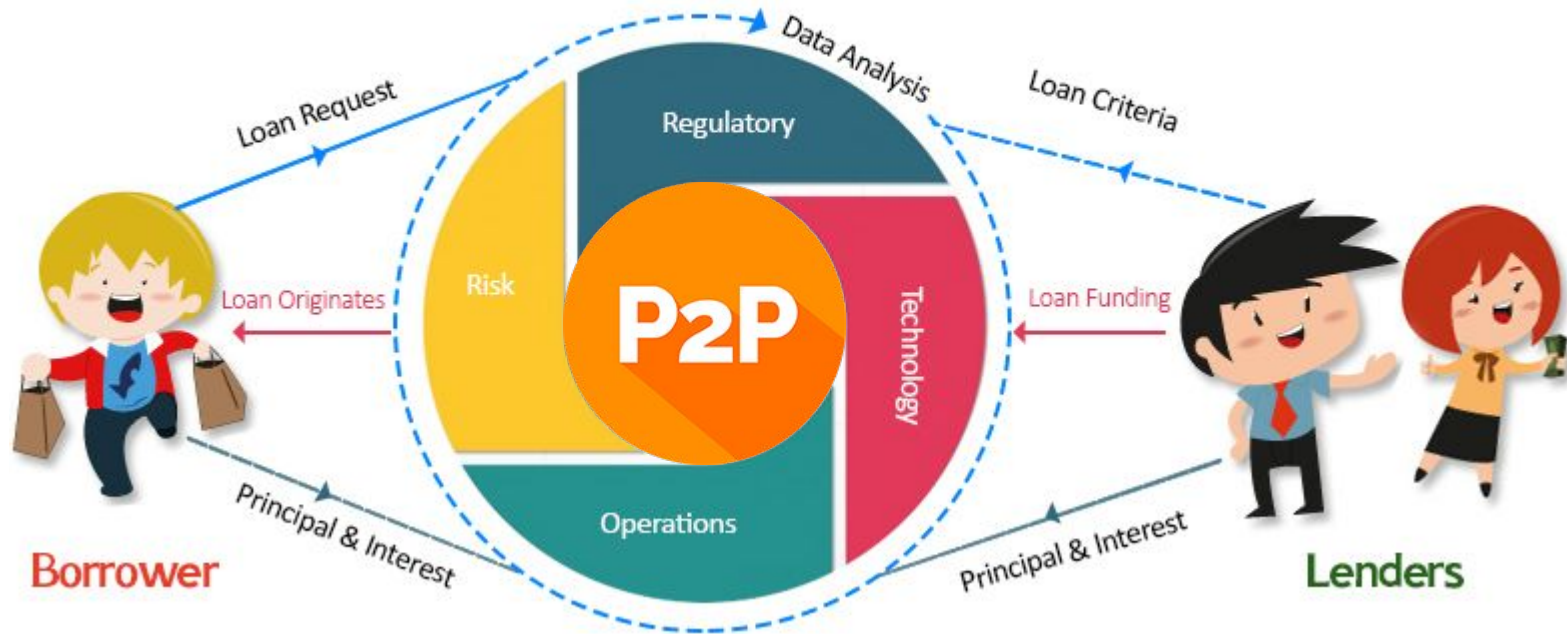 Data Analysis
Loan Request
Loan Criteria
Regulatory
Risk
P2P
Technology
Loan Originates
Loan Funding
Operations
Principal & Interest
Principal & Interest
Borrower
Lenders